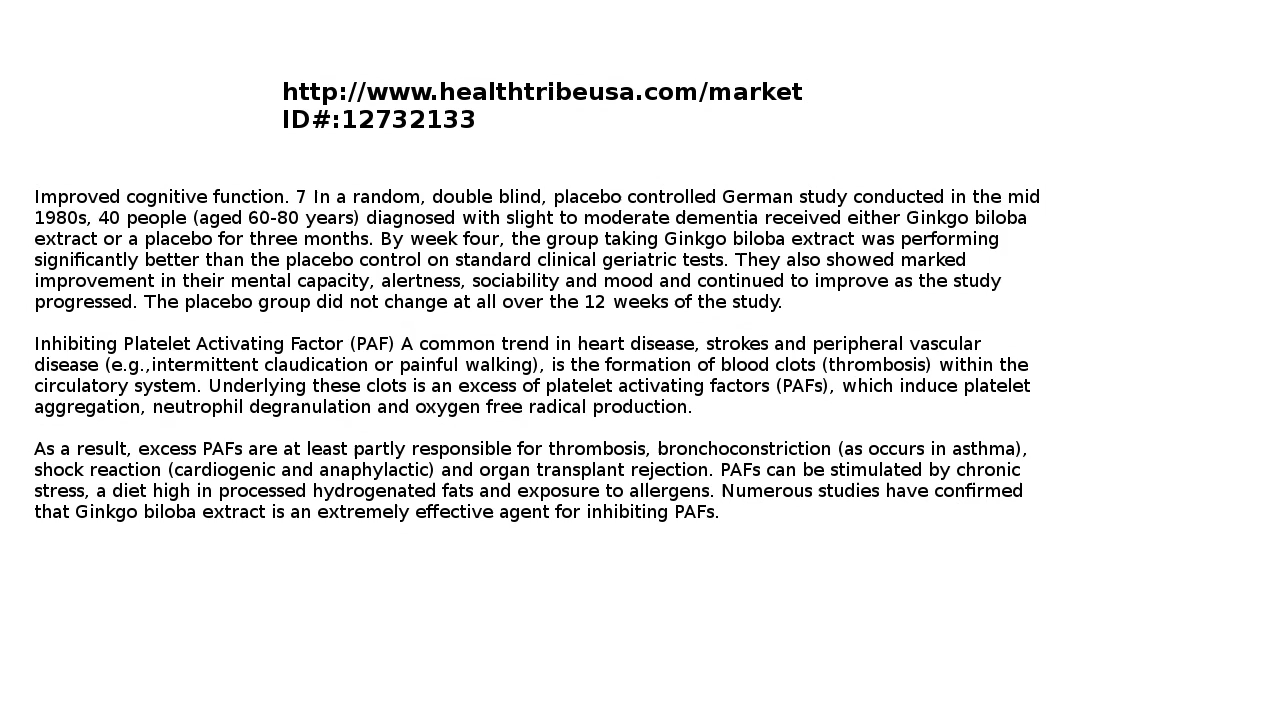 http://www.healthtribeusa.com/market
ID#:12732133
Improved cognitive function. 7 In a random, double blind, placebo controlled German study conducted in the mid
1980s, 40 people (aged 60-80 years) diagnosed with slight to moderate dementia received either Ginkgo biloba
extract or a placebo for three months. By week four, the group taking Ginkgo biloba extract was performing
significantly better than the placebo control on standard clinical geriatric tests. They also showed marked
improvement in their mental capacity, alertness, sociability and mood and continued to improve as the study
progressed. The placebo group did not change at all over the 12 weeks of the study.
Inhibiting Platelet Activating Factor (PAF) A common trend in heart disease, strokes and peripheral vascular
disease (e.g.,intermittent claudication or painful walking), is the formation of blood clots (thrombosis) within the
circulatory system. Underlying these clots is an excess of platelet activating factors (PAFs), which induce platelet
aggregation, neutrophil degranulation and oxygen free radical production.
As a result, excess PAFs are at least partly responsible for thrombosis, bronchoconstriction (as occurs in asthma),
shock reaction (cardiogenic and anaphylactic) and organ transplant rejection. PAFs can be stimulated by chronic
stress, a diet high in processed hydrogenated fats and exposure to allergens. Numerous studies have confirmed
that Ginkgo biloba extract is an extremely effective agent for inhibiting PAFs.